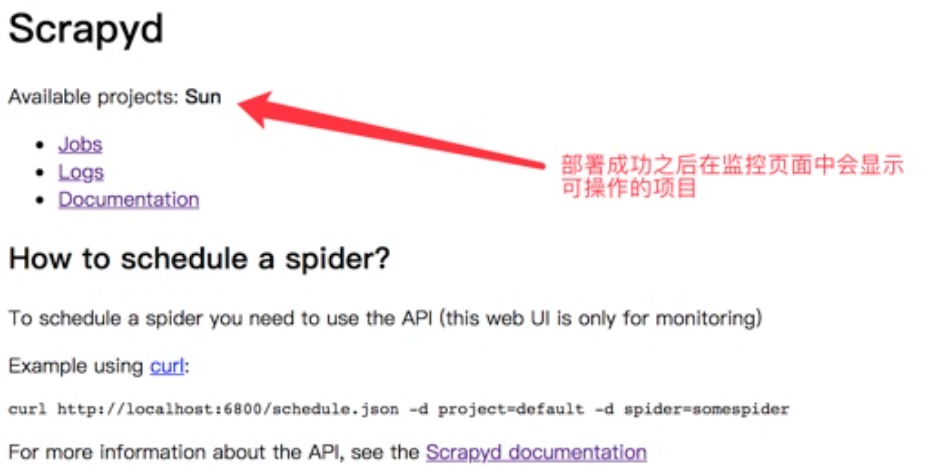 Scrapyd
Available projects: Sun
部署成功之后在监控页面中会显示
可操作的项目
Jobs
Logs
Documentation
How to schedule a spider?
To schedule a spider you need to use the API (this web UI is only for monitoring)
Example using curl:
curl http://localhost:6800/schedule.json -d project=default -d spider=somespider
For more information about the API, see the Scrapyd documentation